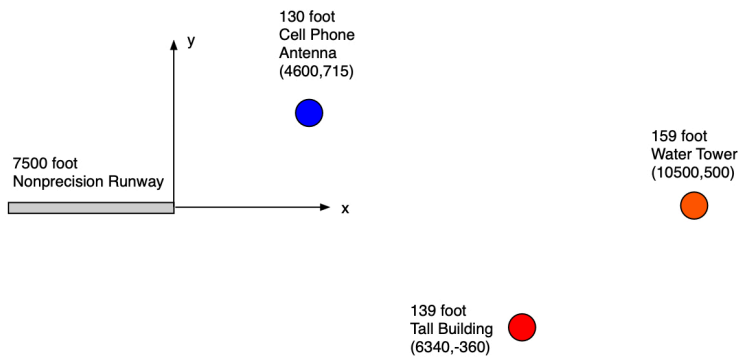 130 foot
Cell Phone
Antenna
(4600,715)
y
7500 foot
Nonprecision Runway
x
159 foot
Water Tower
(10500,500)
139 foot
Tall Building
(6340,-360)